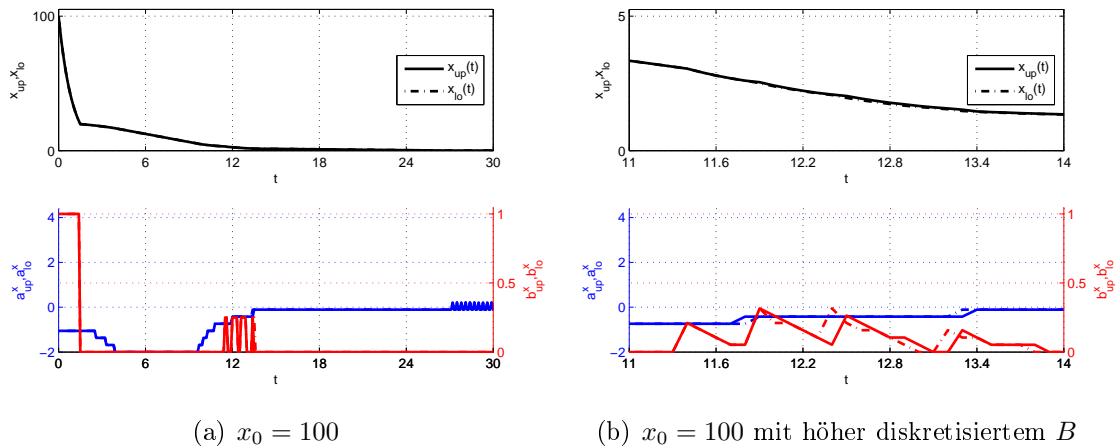 100
0
x_up,x_lo
x_up(t)
x_lo(t)
0 6 12 18 24 30
t
5
0
x_up,x_lo
x_up(t)
x_lo(t)
11 11.6 12.2 12.8 13.4 14
t
4
2
0
−2
a^x_up,a^x_lo
1
0.5
0
b^x_up,b^x_lo
0 6 12 18 24 30
t
4
2
0
−2
a^x_up,a^x_lo
1
0.5
0
b^x_up,b^x_lo
11 11.6 12.2 12.8 13.4 14
t
(a) x_0 = 100
(b) x_0 = 100 mit höher diskretisiertem B